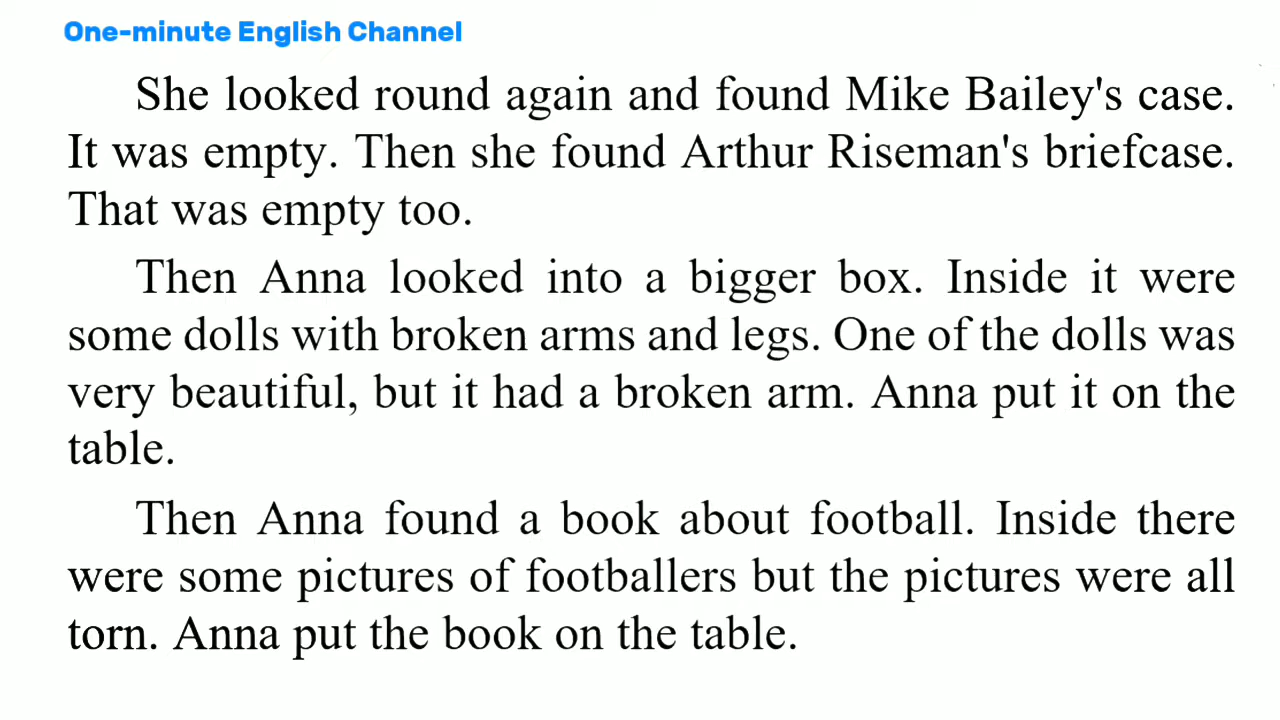 One-minute English Channel
She looked round again and found Mike Bailey's case.
It was empty. Then she found Arthur Riseman's briefcase.
That was empty too.
Then Anna looked into a bigger box. Inside it were
some dolls with broken arms and legs. One of the dolls was
very beautiful, but it had a broken arm. Anna put it on the
table.
Then Anna found a book about football. Inside there
were some pictures of footballers but the pictures were all
torn. Anna put the book on the table.